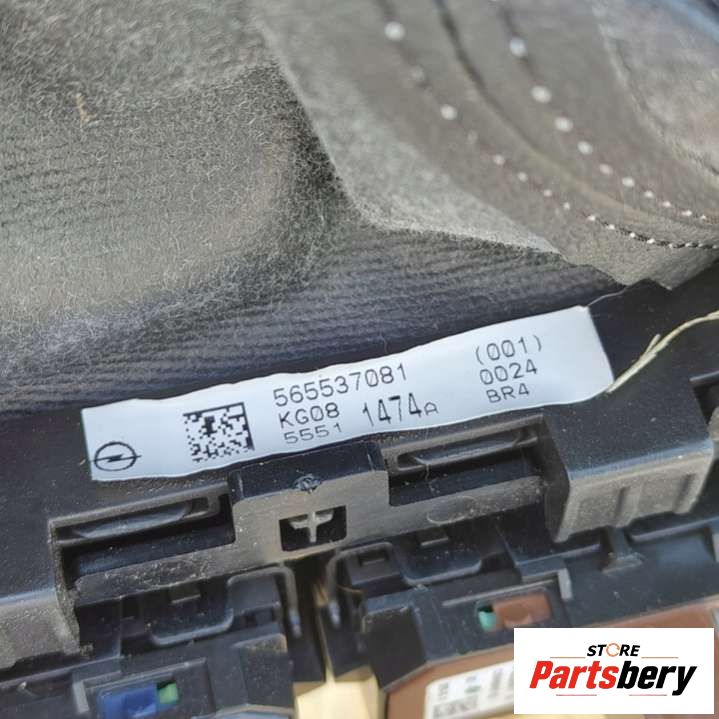 565537081 (001)
KG08 1474A 0024
5551 BR4
STORE
Partsbery